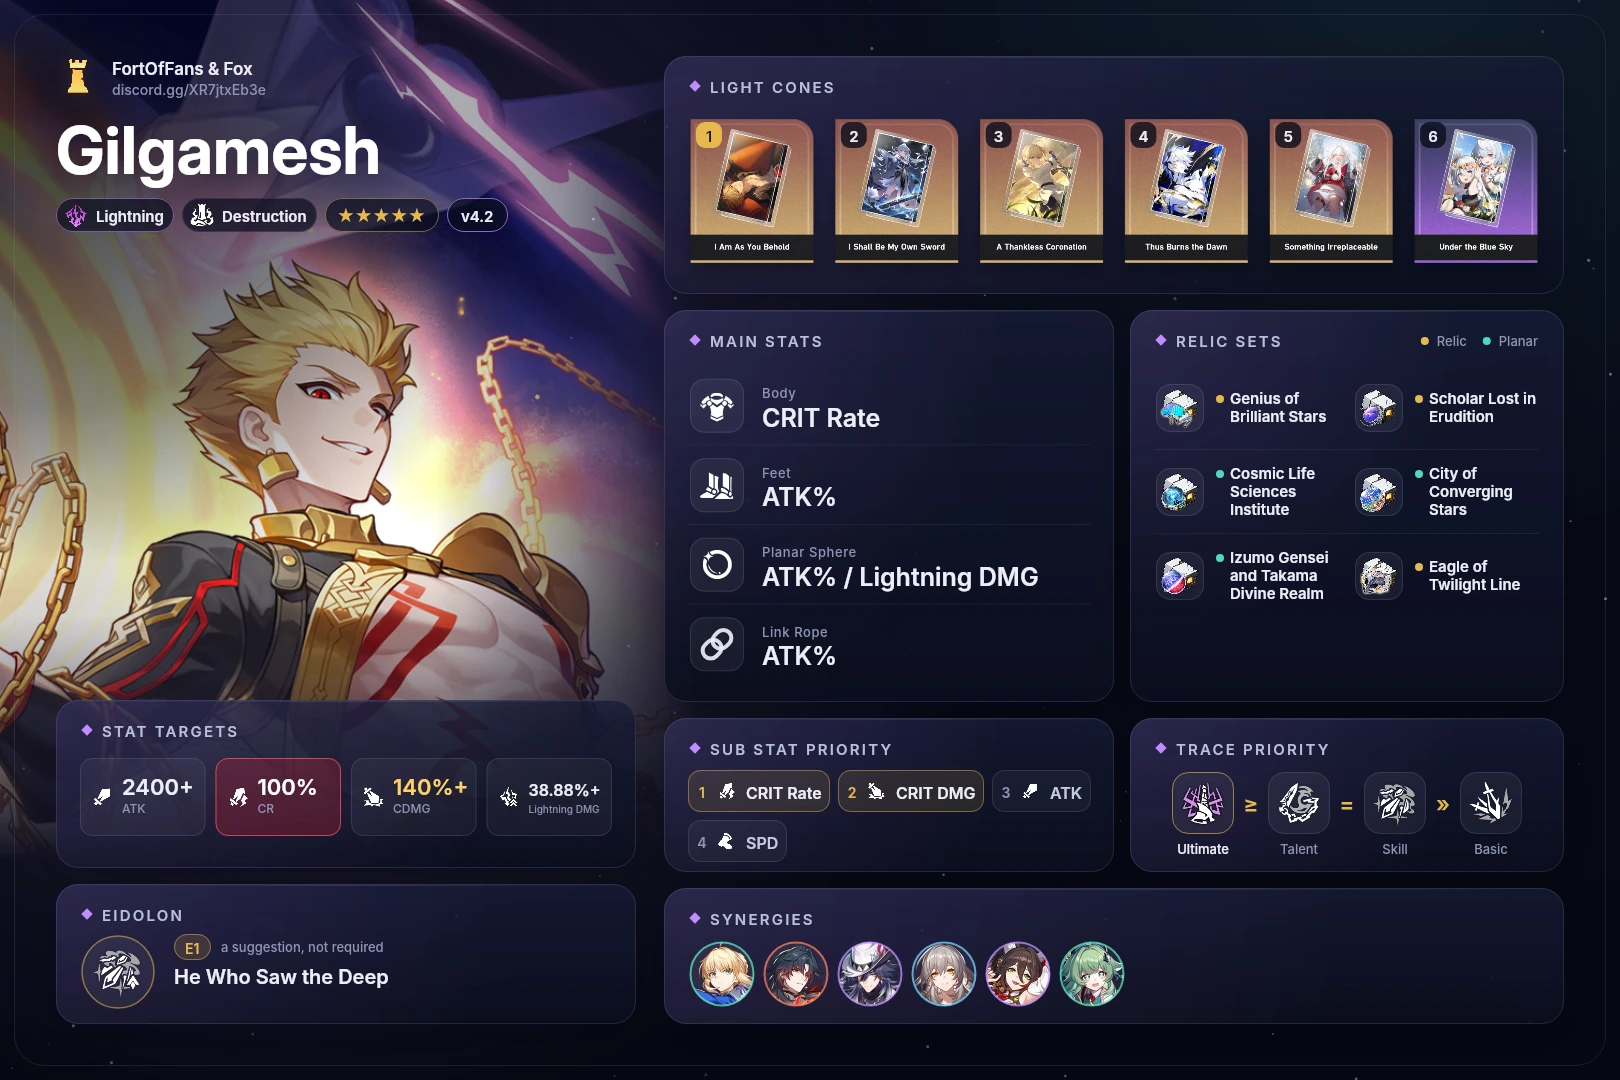 FortOfFans & Fox
discord.gg/XR7jtxEb3e
Gilgamesh
Lightning
Destruction
v4.2
LIGHT CONES
1
I Am As You Behold
2
I Shall Be My Own Sword
3
A Thankless Coronation
4
Thus Burns the Dawn
5
Something Irreplaceable
6
Under the Blue Sky
MAIN STATS
Body
CRIT Rate
Feet
ATK%
Planar Sphere
ATK% / Lightning DMG
Link Rope
ATK%
RELIC SETS
Relic
Planar
Genius of
Brilliant Stars
Scholar Lost in
Erudition
Cosmic Life
Sciences
Institute
City of
Converging
Stars
Izumo Gensei
and Takama
Divine Realm
Eagle of
Twilight Line
STAT TARGETS
2400+
ATK
100%
CR
140%+
CDMG
38.88%+
Lightning DMG
SUB STAT PRIORITY
1 CRIT Rate
2 CRIT DMG
3 ATK
4 SPD
TRACE PRIORITY
≥ = »
Ultimate
Talent
Skill
Basic
EIDOLON
E1 a suggestion, not required
He Who Saw the Deep
SYNERGIES